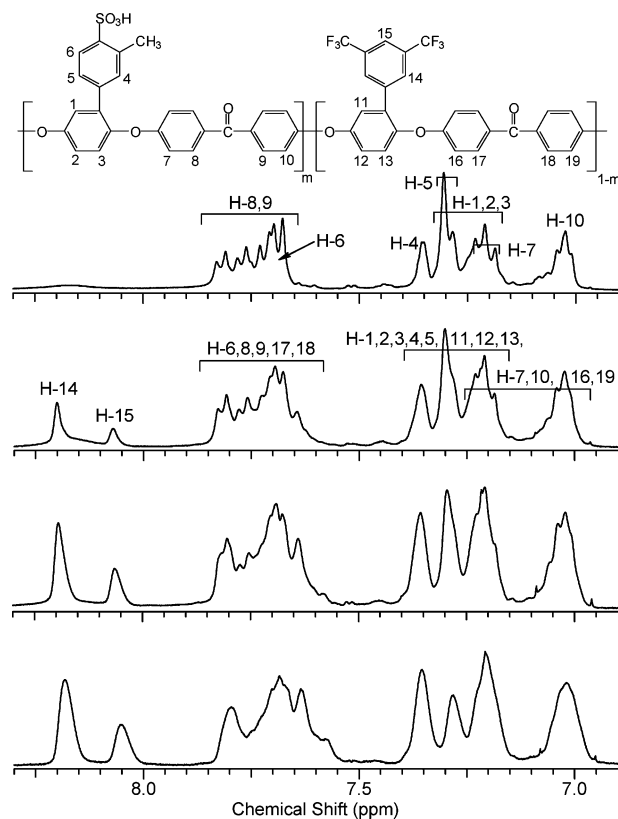 SO₃H
6 CH₃ F₃C 15 CF₃
5 4 14
1 O 11 O
O O O O
2 3 7 8 9 10 m 12 13 16 17 18 19 1-m
H-5
H-8,9 H-1,2,3
H-6 H-4 H-7 H-10
H-6,8,9,17,18 H-1,2,3,4,5, 11,12,13,
H-14 H-15 H-7,10, 16,19
8.0 7.5 7.0
Chemical Shift (ppm)